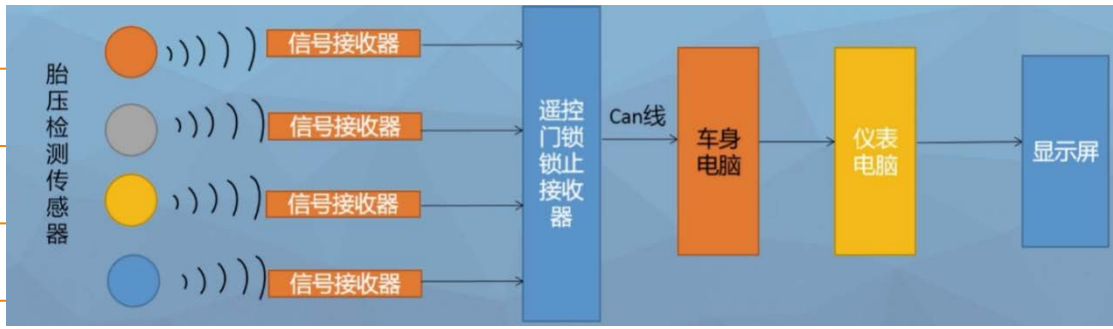 胎压检测传感器
信号接收器
信号接收器
信号接收器
信号接收器
遥控
门锁
锁止
接收
器
Can线
车身
电脑
仪表
电脑
显示屏